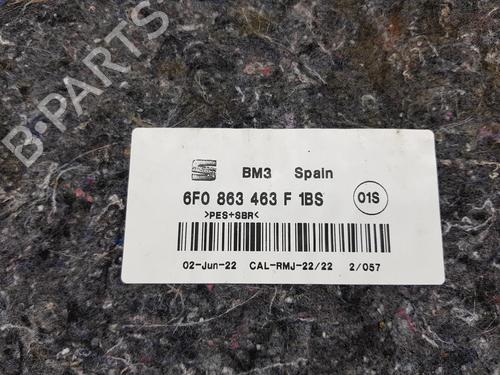 B-PARTS
BM3 Spain
6F0 863 463 F 1BS
01S
>PES+SBR<
02-Jun-22 CAL-RMJ-22/22 2/057